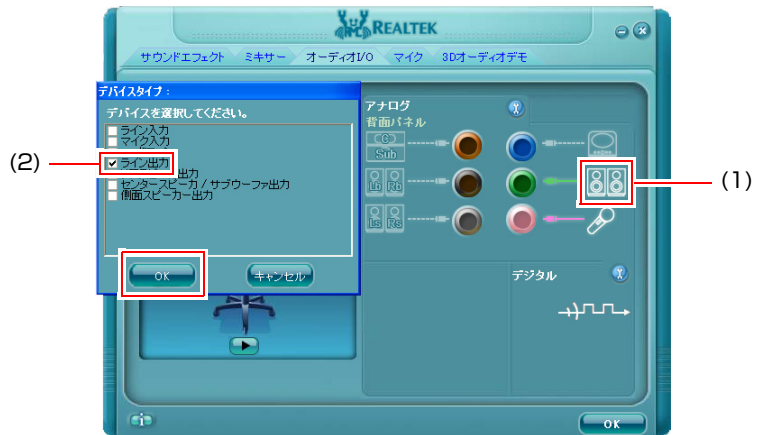 REALTEK
サウンドエフェクト ミキサー オーディオI/O マイク 3Dオーディオデモ
デバイスタイプ :
デバイスを選択してください。
ライン入力
マイク入力
ライン出力
出力
センタースピーカ / サブウーファ出力
側面スピーカー出力
OK
キャンセル
アナログ
背面パネル
C
Sub
Lb Rb
Ls Rs
デジタル
OK
(1)
(2)